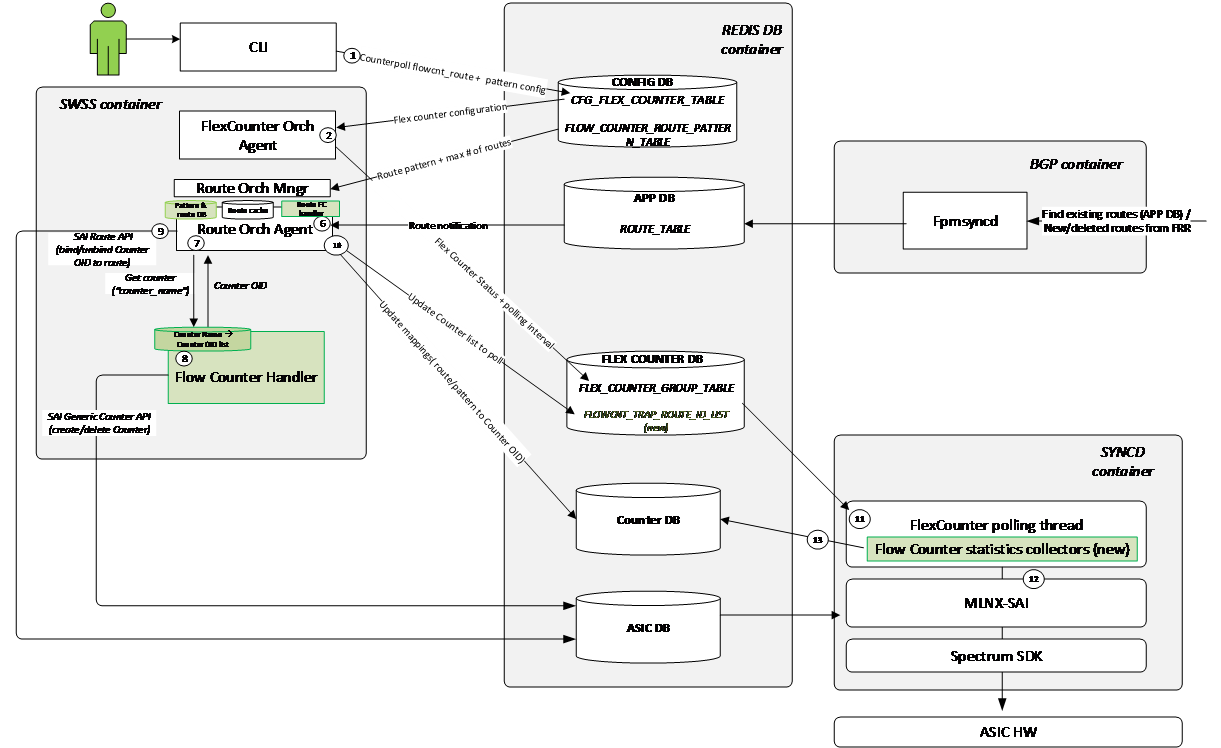 CLI
REDIS DB
container
1
Counterpoll flowcnt_route + pattern config
CONFIG DB
CFG_FLEX_COUNTER_TABLE
FLOW_COUNTER_ROUTE_PATTER
N_TABLE
SWSS container
FlexCounter Orch
Agent
2
Flex counter configuration
Route pattern + max # of routes
Route Orch Mngr
Pattern &
route DB
Route cache
Route FC
handler
6
Route Orch Agent
7
9
10
SAI Route API
(bind/unbind Counter
OID to route)
Get counter
("counter_name")
Counter OID
Route notification
APP DB
ROUTE_TABLE
BGP container
Fpmsyncd
Find existing routes (APP DB) /
New/deleted routes from FRR
Flex Counter Status + polling interval
Update Counter list to poll
Update mappings( route/pattern to Counter OID)
Counter Name →
Counter OID list
8
Flow Counter Handler
SAI Generic Counter API
(create/delete Counter)
FLEX COUNTER DB
FLEX_COUNTER_GROUP_TABLE
FLOWCNT_TRAP_ROUTE_ID_LIST
(new)
Counter DB
ASIC DB
SYNCD
container
11
FlexCounter polling thread
Flow Counter statistics collectors (new)
13
12
MLNX-SAI
Spectrum SDK
ASIC HW